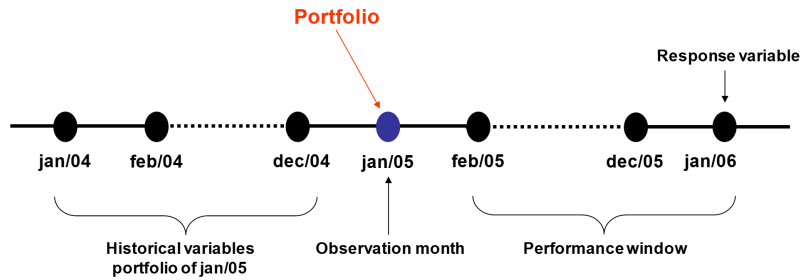 Portfolio
Response variable
jan/04 feb/04 dec/04 jan/05 feb/05 dec/05 jan/06
Historical variables
portfolio of jan/05
Observation month
Performance window